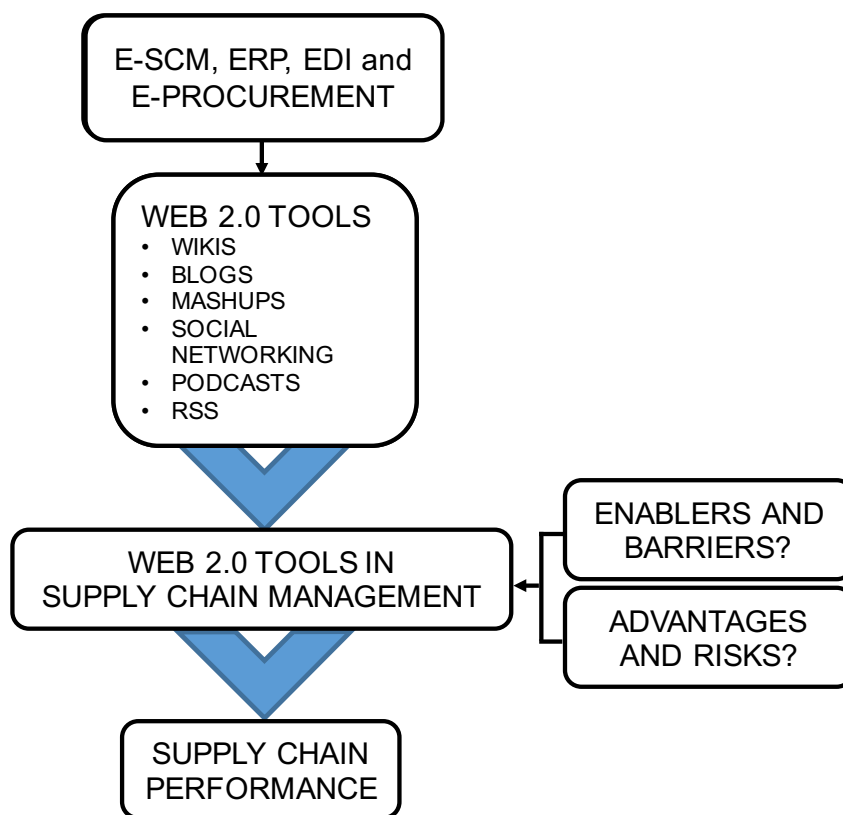 E-SCM, ERP, EDI and
E-PROCUREMENT
WEB 2.0 TOOLS
• WIKIS
• BLOGS
• MASHUPS
• SOCIAL
NETWORKING
• PODCASTS
• RSS
ENABLERS AND
BARRIERS?
WEB 2.0 TOOLS IN
SUPPLY CHAIN MANAGEMENT
ADVANTAGES
AND RISKS?
SUPPLY CHAIN
PERFORMANCE